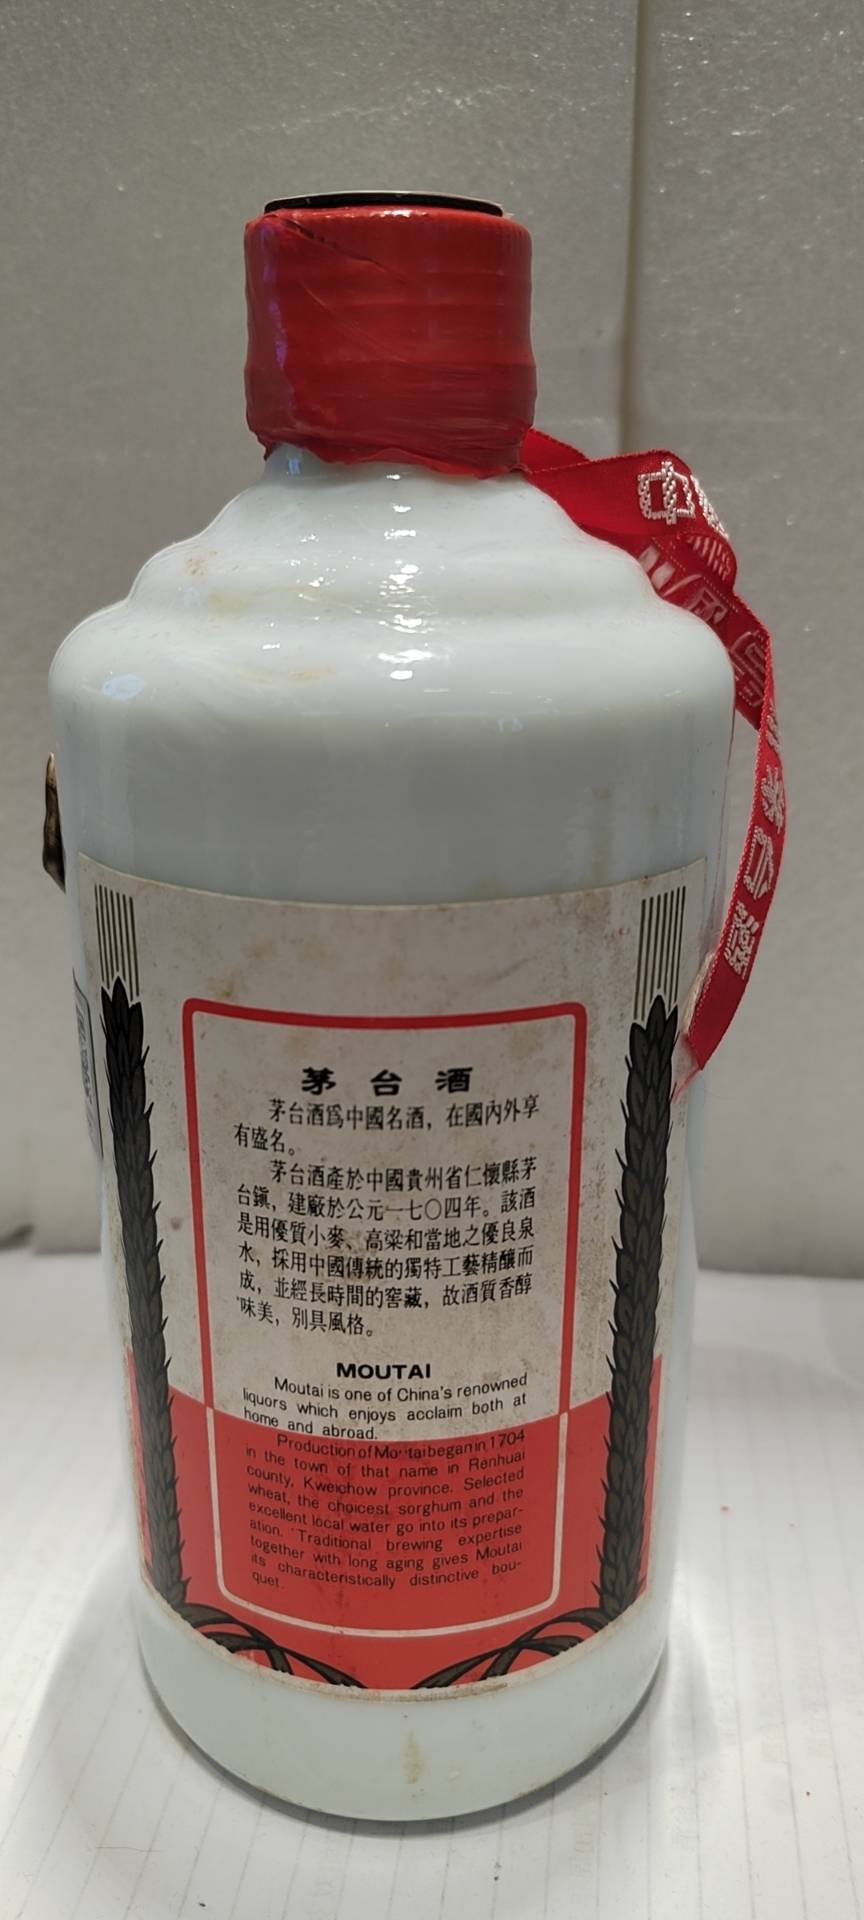 中國
茅台酒
茅台酒爲中國名酒，在國內外享
有盛名。
茅台酒產於中國貴州省仁懷縣茅
台鎮，建廠於公元一七〇四年。該酒
是用優質小麥、高粱和當地之優良泉
水，採用中國傳統的獨特工藝精釀而
成，並經長時間的窖藏，故酒質香醇
味美，別具風格。
MOUTAI
Moutai is one of China's renowned
liquors which enjoys acclaim both at
home and abroad.
Production of Moutai began in 1704
in the town of that name in Renhuai
county, Kweichow province. Selected
wheat, the choicest sorghum and the
excellent local water go into its prepar-
ation. Traditional brewing expertise
together with long aging gives Moutai
its characteristically distinctive bou-
quet.